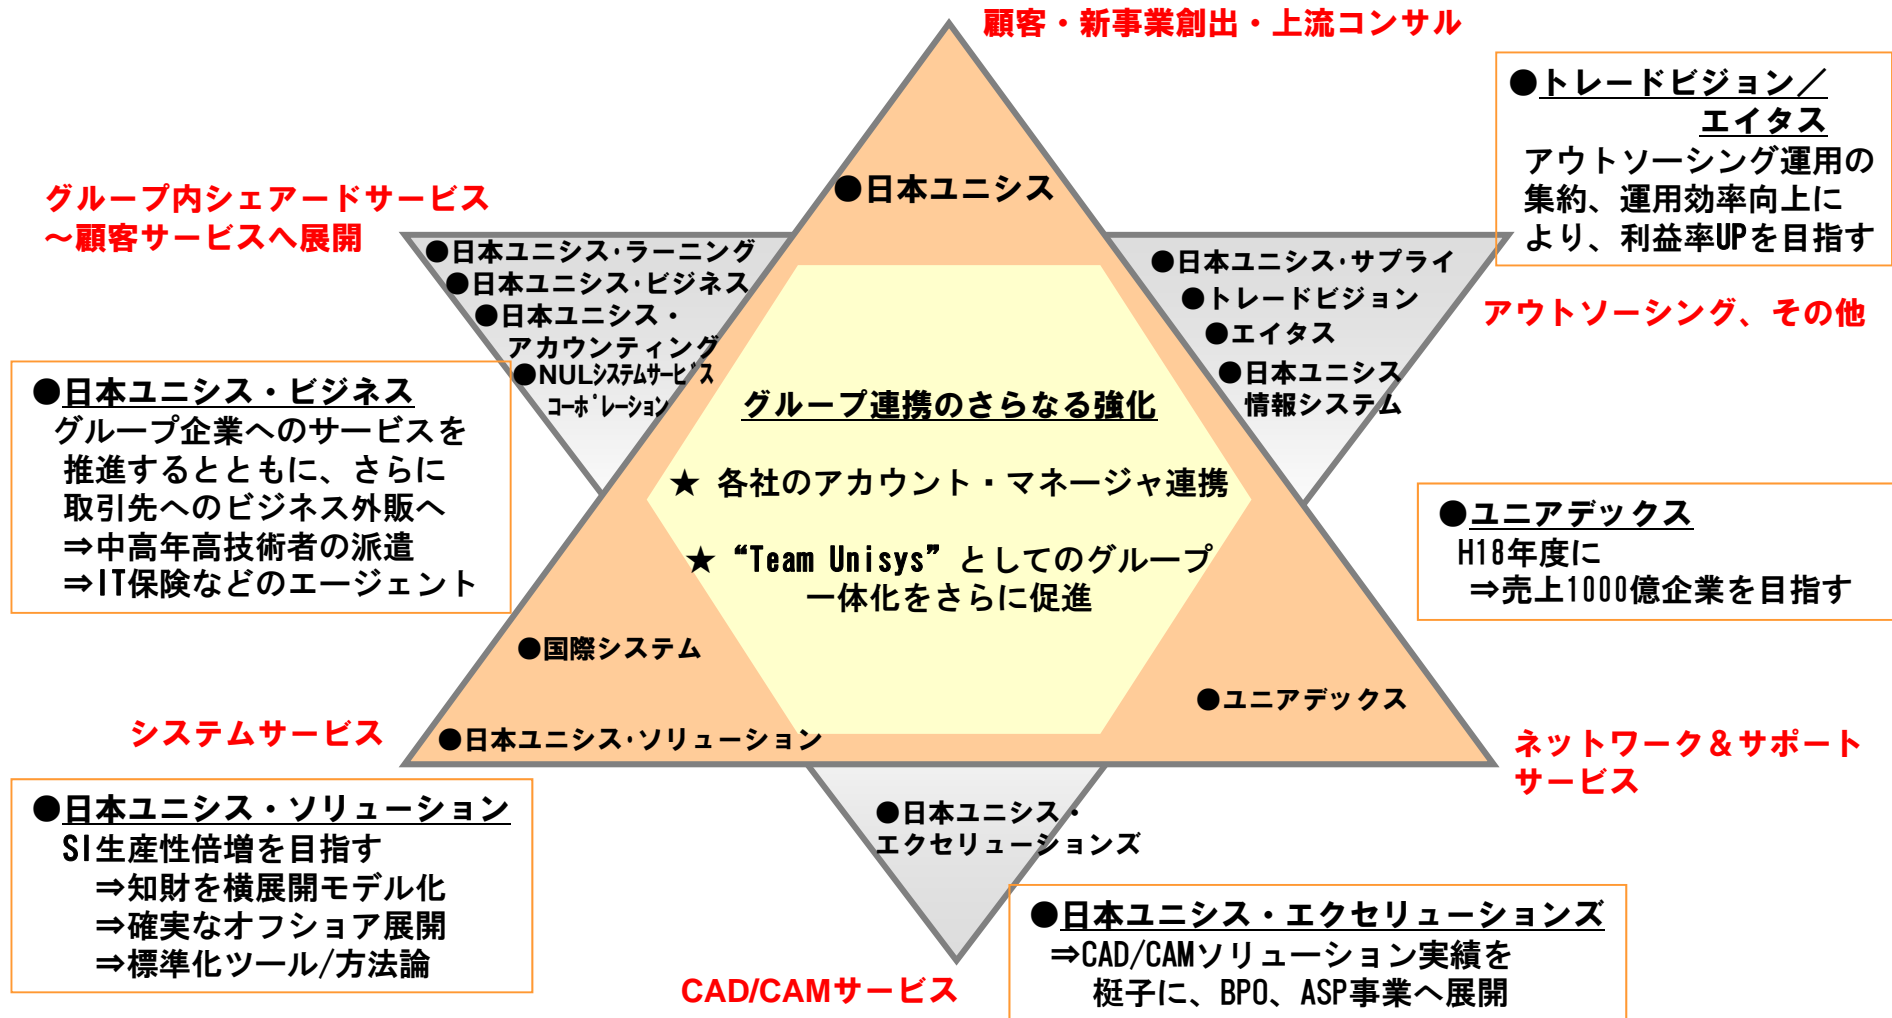 顧客・新事業創出・上流コンサル
●トレードビジョン／
エイタス
アウトソーシング運用の
集約、運用効率向上に
より、利益率UPを目指す
●日本ユニシス
グループ内シェアードサービス
～顧客サービスへ展開
●日本ユニシス・ラーニング
●日本ユニシス・ビジネス
●日本ユニシス・
アカウンティング
●NULｼｽﾃﾑｻｰﾋﾞｽ
ｺｰﾎﾟﾚｰｼｮﾝ
●日本ユニシス・サプライ
●トレードビジョン
●エイタス
●日本ユニシス
情報システム
アウトソーシング、その他
●日本ユニシス・ビジネス
グループ企業へのサービスを
推進するとともに、さらに
取引先へのビジネス外販へ
⇒中高年高技術者の派遣
⇒IT保険などのエージェント
グループ連携のさらなる強化
★ 各社のアカウント・マネージャ連携
★ “Team Unisys”としてのグループ
一体化をさらに促進
●ユニアデックス
H18年度に
⇒売上1000億企業を目指す
●国際システム
●日本ユニシス・ソリューション
●ユニアデックス
システムサービス
ネットワーク＆サポート
サービス
●日本ユニシス・ソリューション
SI生産性倍増を目指す
⇒知財を横展開モデル化
⇒確実なオフショア展開
⇒標準化ツール/方法論
●日本ユニシス・
エクセリューションズ
CAD/CAMサービス
●日本ユニシス・エクセリューションズ
⇒CAD/CAMソリューション実績を
梃子に、BPO、ASP事業へ展開